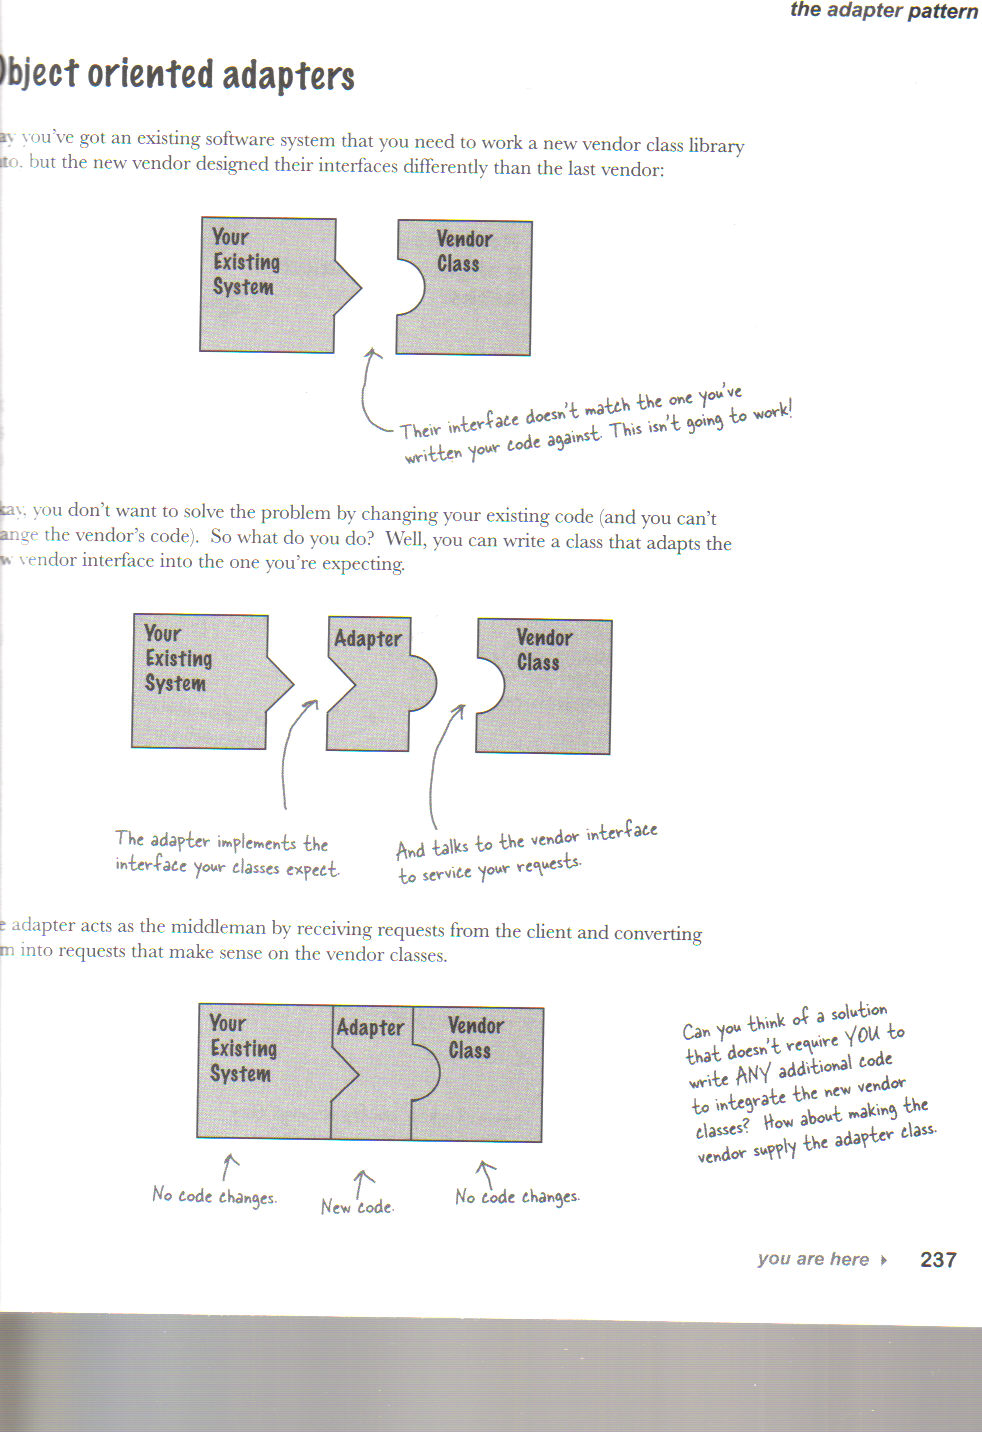 the adapter pattern
Object oriented adapters
ay you've got an existing software system that you need to work a new vendor class library
to, but the new vendor designed their interfaces differently than the last vendor:
Your
Existing
System
Vendor
Class
Their interface doesn't match the one you've
written your code against. This isn't going to work!
kay, you don't want to solve the problem by changing your existing code (and you can't
ange the vendor's code). So what do you do? Well, you can write a class that adapts the
w vendor interface into the one you're expecting.
Your
Existing
System
Adapter
Vendor
Class
The adapter implements the
interface your classes expect.
And talks to the vendor interface
to service your requests.
e adapter acts as the middleman by receiving requests from the client and converting
m into requests that make sense on the vendor classes.
Your
Existing
System
Adapter
Vendor
Class
No code changes.
New code.
No code changes.
Can you think of a solution
that doesn't require YOU to
write ANY additional code
to integrate the new vendor
classes? How about making the
vendor supply the adapter class.
you are here ▸ 237